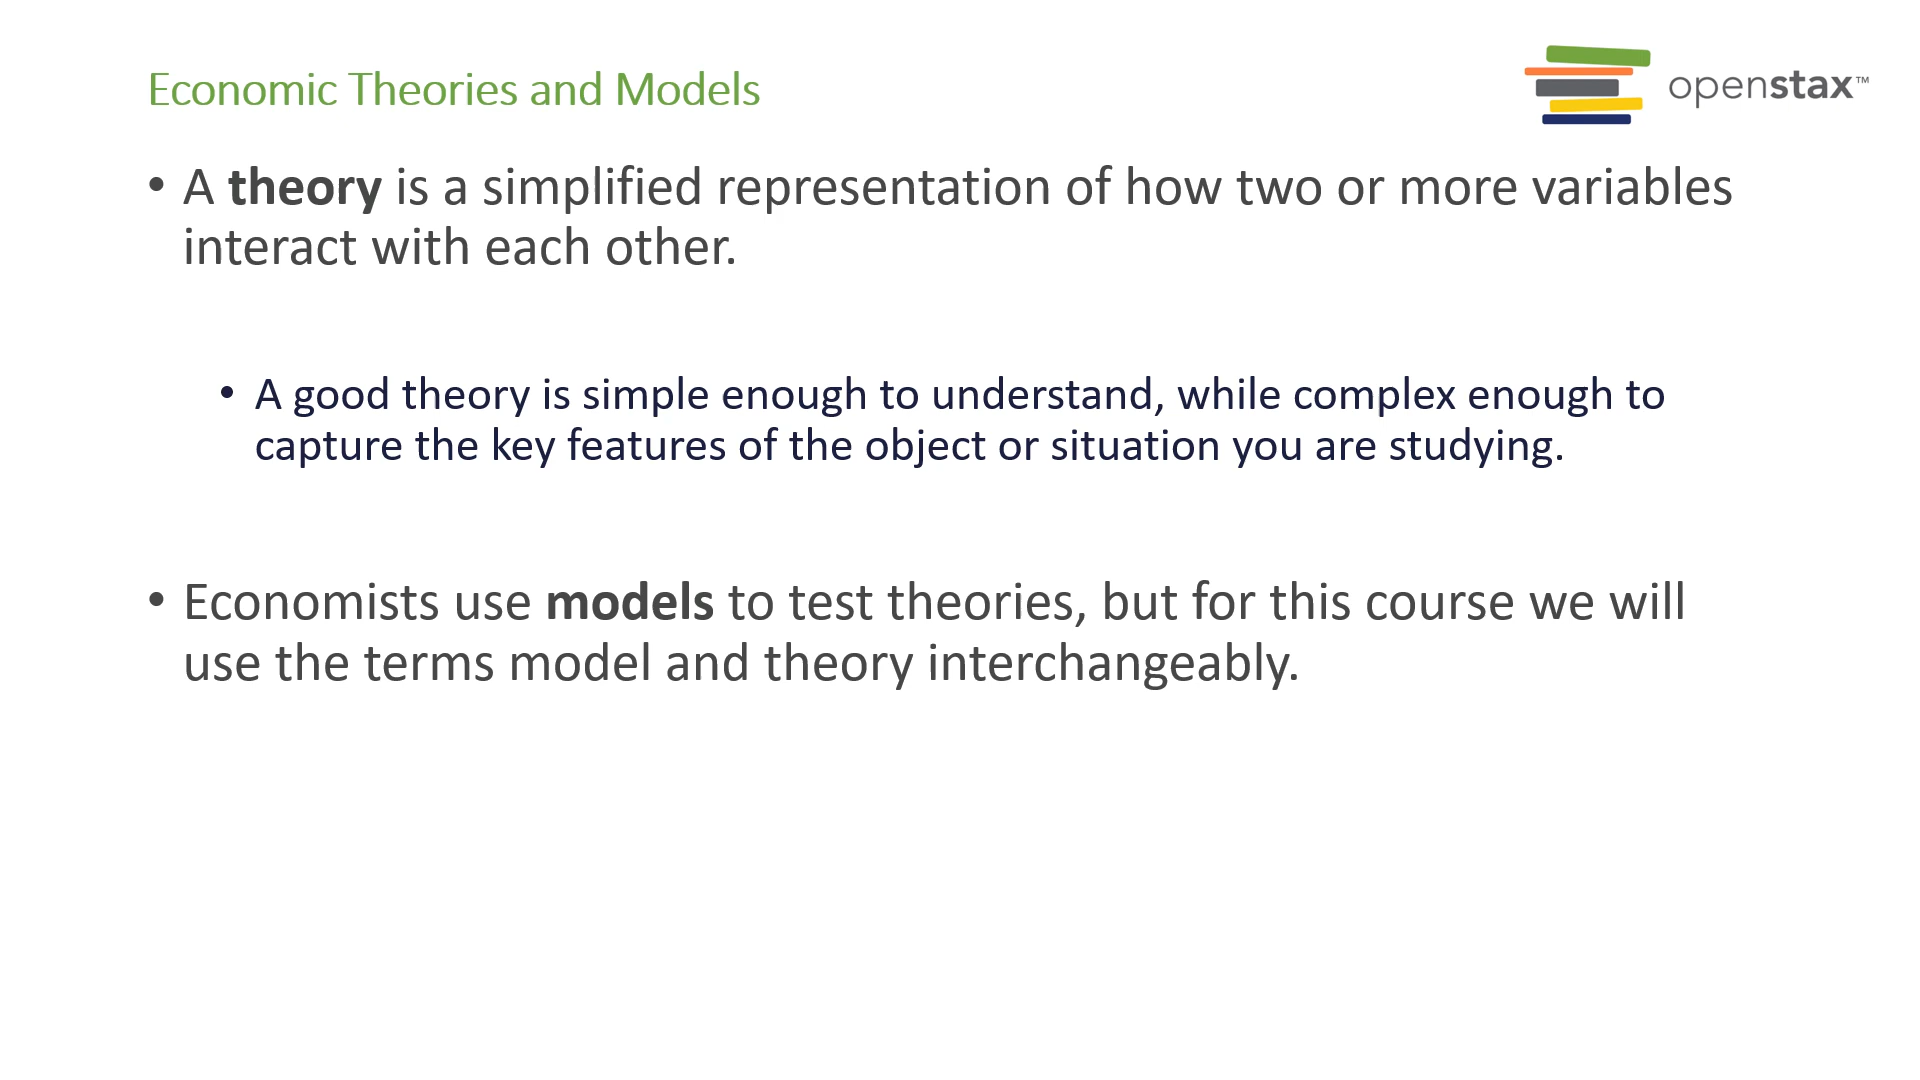 Economic Theories and Models
openstax™
• A theory is a simplified representation of how two or more variables
interact with each other.
• A good theory is simple enough to understand, while complex enough to
capture the key features of the object or situation you are studying.
• Economists use models to test theories, but for this course we will
use the terms model and theory interchangeably.